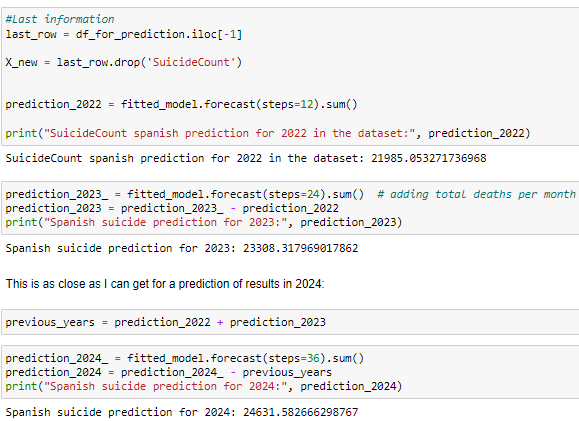 #Last information
last_row = df_for_prediction.iloc[-1]
X_new = last_row.drop('SuicideCount')
prediction_2022 = fitted_model.forecast(steps=12).sum()
print("SuicideCount spanish prediction for 2022 in the dataset:", prediction_2022)
SuicideCount spanish prediction for 2022 in the dataset: 21985.053271736968
prediction_2023_ = fitted_model.forecast(steps=24).sum()  # adding total deaths per month
prediction_2023 = prediction_2023_ - prediction_2022
print("Spanish suicide prediction for 2023:", prediction_2023)
Spanish suicide prediction for 2023: 23308.317969017862
This is as close as I can get for a prediction of results in 2024:
previous_years = prediction_2022 + prediction_2023
prediction_2024_ = fitted_model.forecast(steps=36).sum()
prediction_2024 = prediction_2024_ - previous_years
print("Spanish suicide prediction for 2024:", prediction_2024)
Spanish suicide prediction for 2024: 24631.582666298767